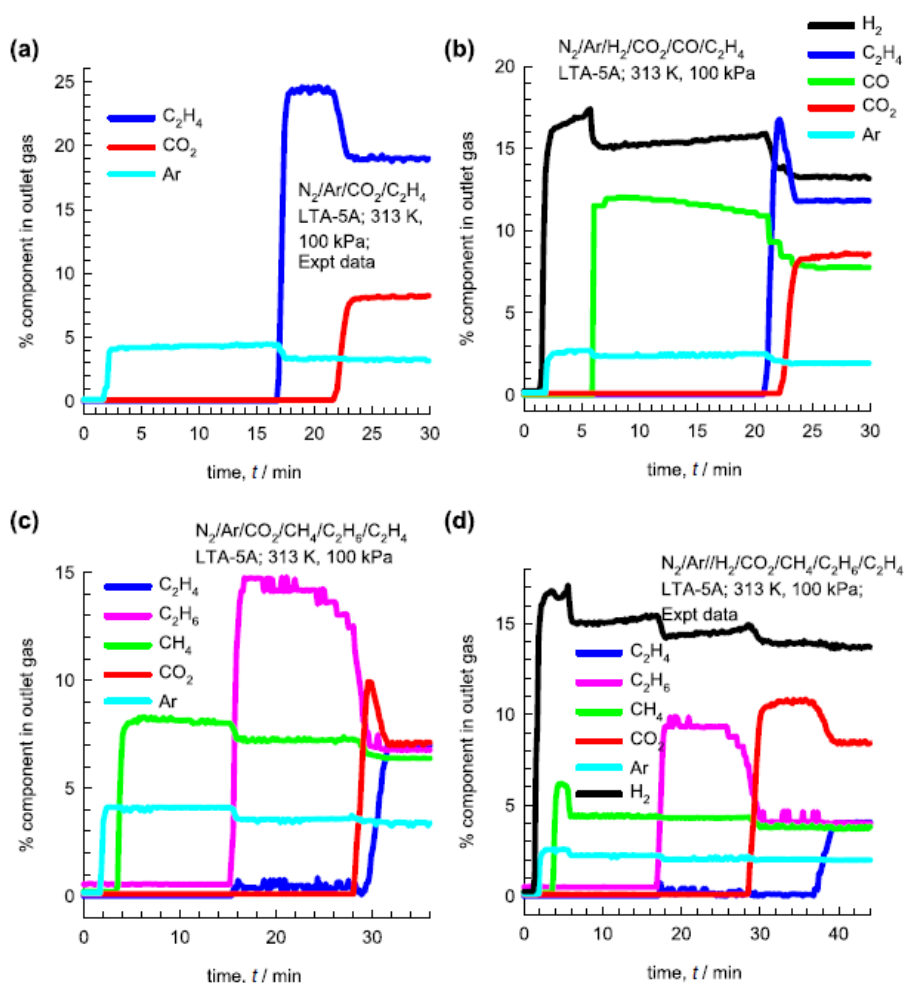 (a)
% component in outlet gas
25
20
15
10
5
0
C₂H₄
CO₂
Ar
N₂/Ar/CO₂/C₂H₄
LTA-5A; 313 K,
100 kPa;
Expt data
0 5 10 15 20 25 30
time, t / min
(b)
% component in outlet gas
20
15
10
5
0
N₂/Ar/H₂/CO₂/CO/C₂H₄
LTA-5A; 313 K, 100 kPa
H₂
C₂H₄
CO
CO₂
Ar
0 5 10 15 20 25 30
time, t / min
(c)
% component in outlet gas
15
10
5
0
N₂/Ar/CO₂/CH₄/C₂H₆/C₂H₄
LTA-5A; 313 K, 100 kPa
C₂H₄
C₂H₆
CH₄
CO₂
Ar
0 10 20 30
time, t / min
(d)
% component in outlet gas
20
15
10
5
0
N₂/Ar//H₂/CO₂/CH₄/C₂H₆/C₂H₄
LTA-5A; 313 K, 100 kPa;
Expt data
C₂H₄
C₂H₆
CH₄
CO₂
Ar
H₂
0 10 20 30 40
time, t / min